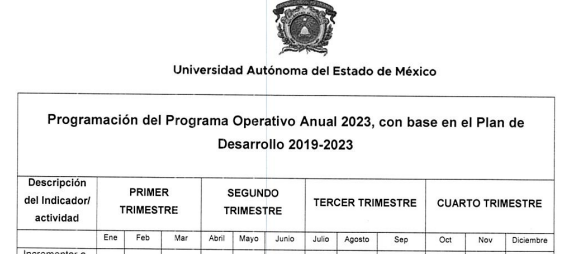 Universidad Autónoma del Estado de México
Programación del Programa Operativo Anual 2023, con base en el Plan de
Desarrollo 2019-2023
Descripción
del Indicador/
actividad
PRIMER
TRIMESTRE
SEGUNDO
TRIMESTRE
TERCER TRIMESTRE
CUARTO TRIMESTRE
Ene Feb Mar Abril Mayo Junio Julio Agosto Sep Oct Nov Diciembre